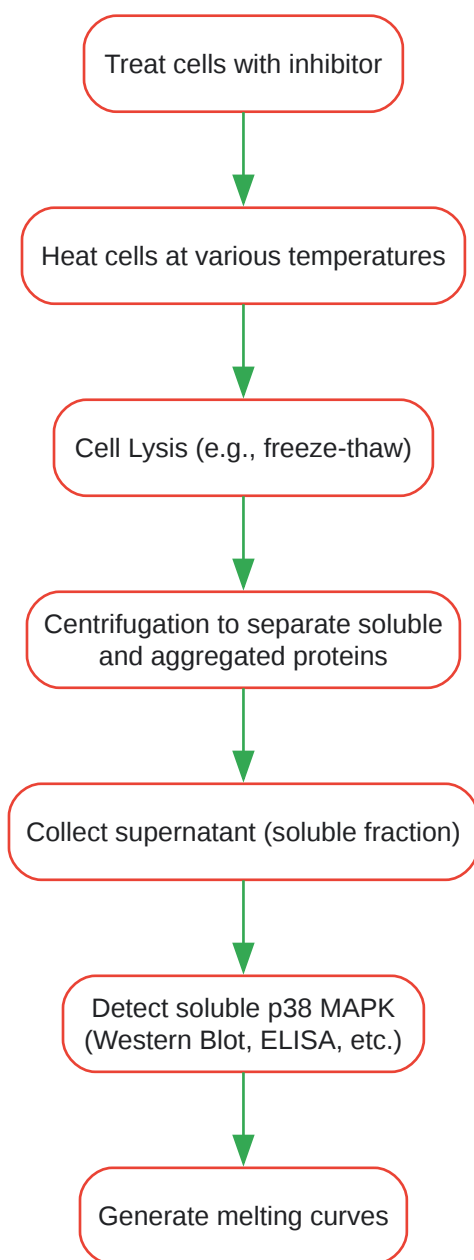 Treat cells with inhibitor
Heat cells at various temperatures
Cell Lysis (e.g., freeze-thaw)
Centrifugation to separate soluble
and aggregated proteins
Collect supernatant (soluble fraction)
Detect soluble p38 MAPK
(Western Blot, ELISA, etc.)
Generate melting curves